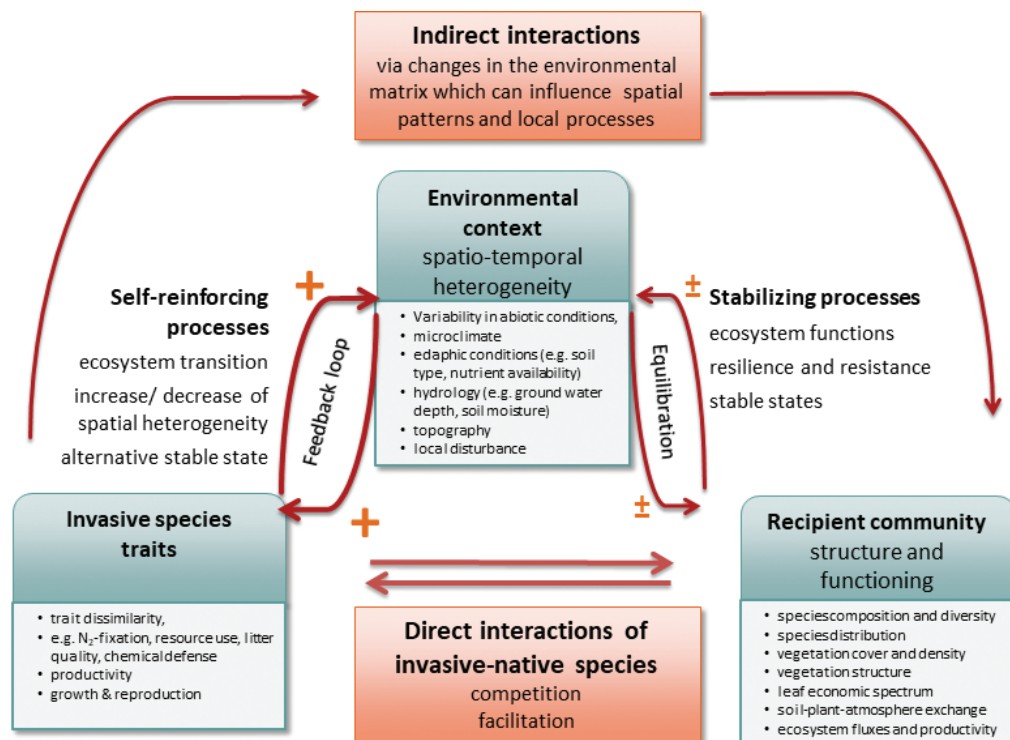 Indirect interactions
via changes in the environmental
matrix which can influence spatial
patterns and local processes
Environmental
context
spatio-temporal
heterogeneity
• Variability in abiotic conditions,
• microclimate
• edaphic conditions (e.g. soil
type, nutrient availability)
• hydrology (e.g. ground water
depth, soil moisture)
• topography
• local disturbance
+
Self-reinforcing
processes
ecosystem transition
increase/ decrease of
spatial heterogeneity
alternative stable state
Feedback loop
+
Equilibration
±
±
Stabilizing processes
ecosystem functions
resilience and resistance
stable states
Invasive species
traits
• trait dissimilarity,
• e.g. N₂-fixation, resource use, litter
quality, chemical defense
• productivity
• growth & reproduction
Direct interactions of
invasive-native species
competition
facilitation
Recipient community
structure and
functioning
• species composition and diversity
• species distribution
• vegetation cover and density
• vegetation structure
• leaf economic spectrum
• soil-plant-atmosphere exchange
• ecosystem fluxes and productivity